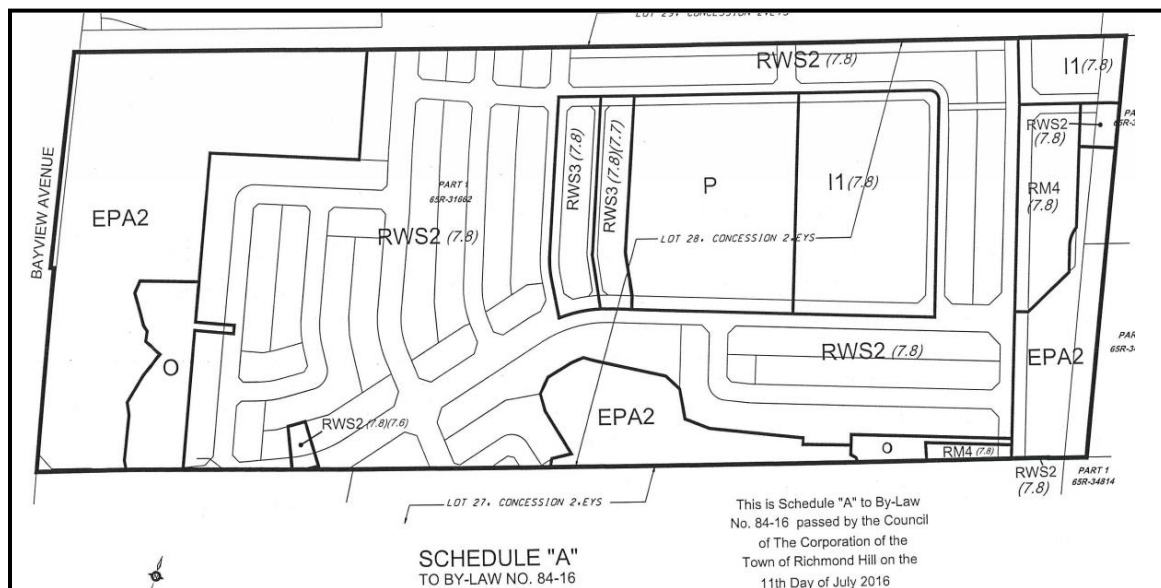 LOT 29. CONCESSION 2.EYS
RWS2 (7.8)
I1 (7.8)
RWS2
(7.8)
RM4
(7.8)
BAYVIEW AVENUE
EPA2
PART 1
65R-31662
RWS2 (7.8)
RWS3 (7.8)
RWS3 (7.8)(7.7)
P
I1 (7.8)
LOT 28. CONCESSION 2.EYS
O
RWS2 (7.8)
EPA2
RWS2 (7.8)(7.6)
EPA2
O
RM4 (7.8)
RWS2
(7.8)
PART 1
65R-34814
LOT 27. CONCESSION 2.EYS
SCHEDULE "A"
TO BY-LAW NO. 84-16
This is Schedule "A" to By-Law
No. 84-16 passed by the Council
of The Corporation of the
Town of Richmond Hill on the
11th Day of July 2016